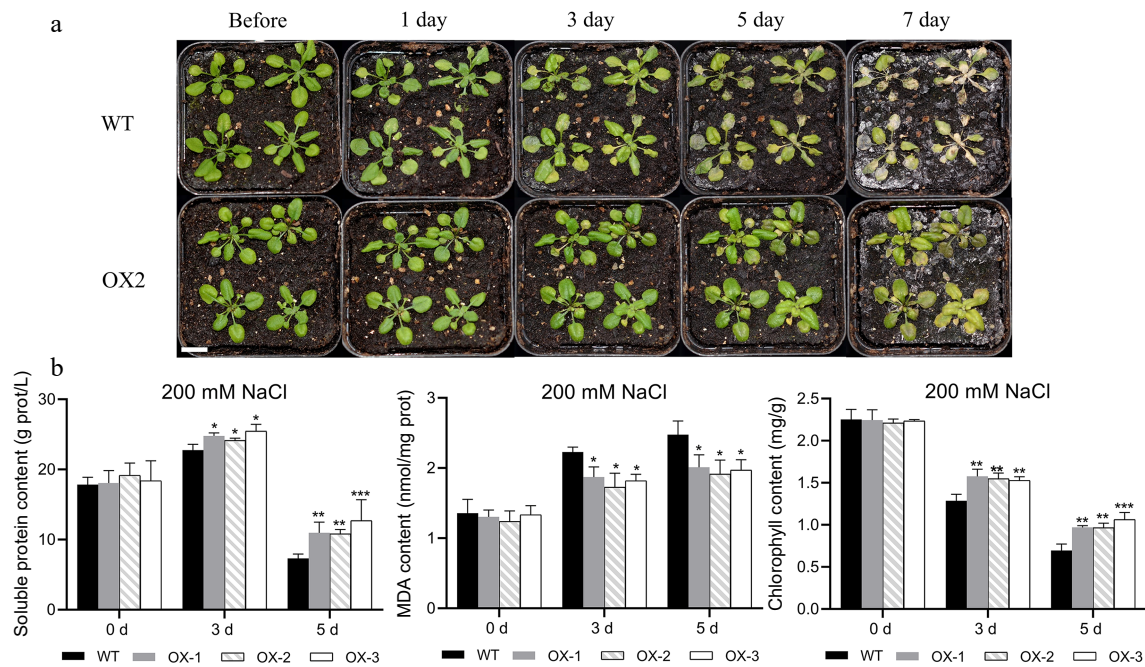 a
Before 1 day 3 day 5 day 7 day
WT
OX2
b
200 mM NaCl
Soluble protein content (g prot/L)
30
20
10
0
* * *
** ** ***
0 d 3 d 5 d
WT OX-1 OX-2 OX-3
200 mM NaCl
MDA content (nmol/mg prot)
3
2
1
0
* * *
* * *
0 d 3 d 5 d
WT OX-1 OX-2 OX-3
200 mM NaCl
Chlorophyll content (mg/g)
2.5
2.0
1.5
1.0
0.5
0.0
** ** **
** ** ***
0 d 3 d 5 d
WT OX-1 OX-2 OX-3